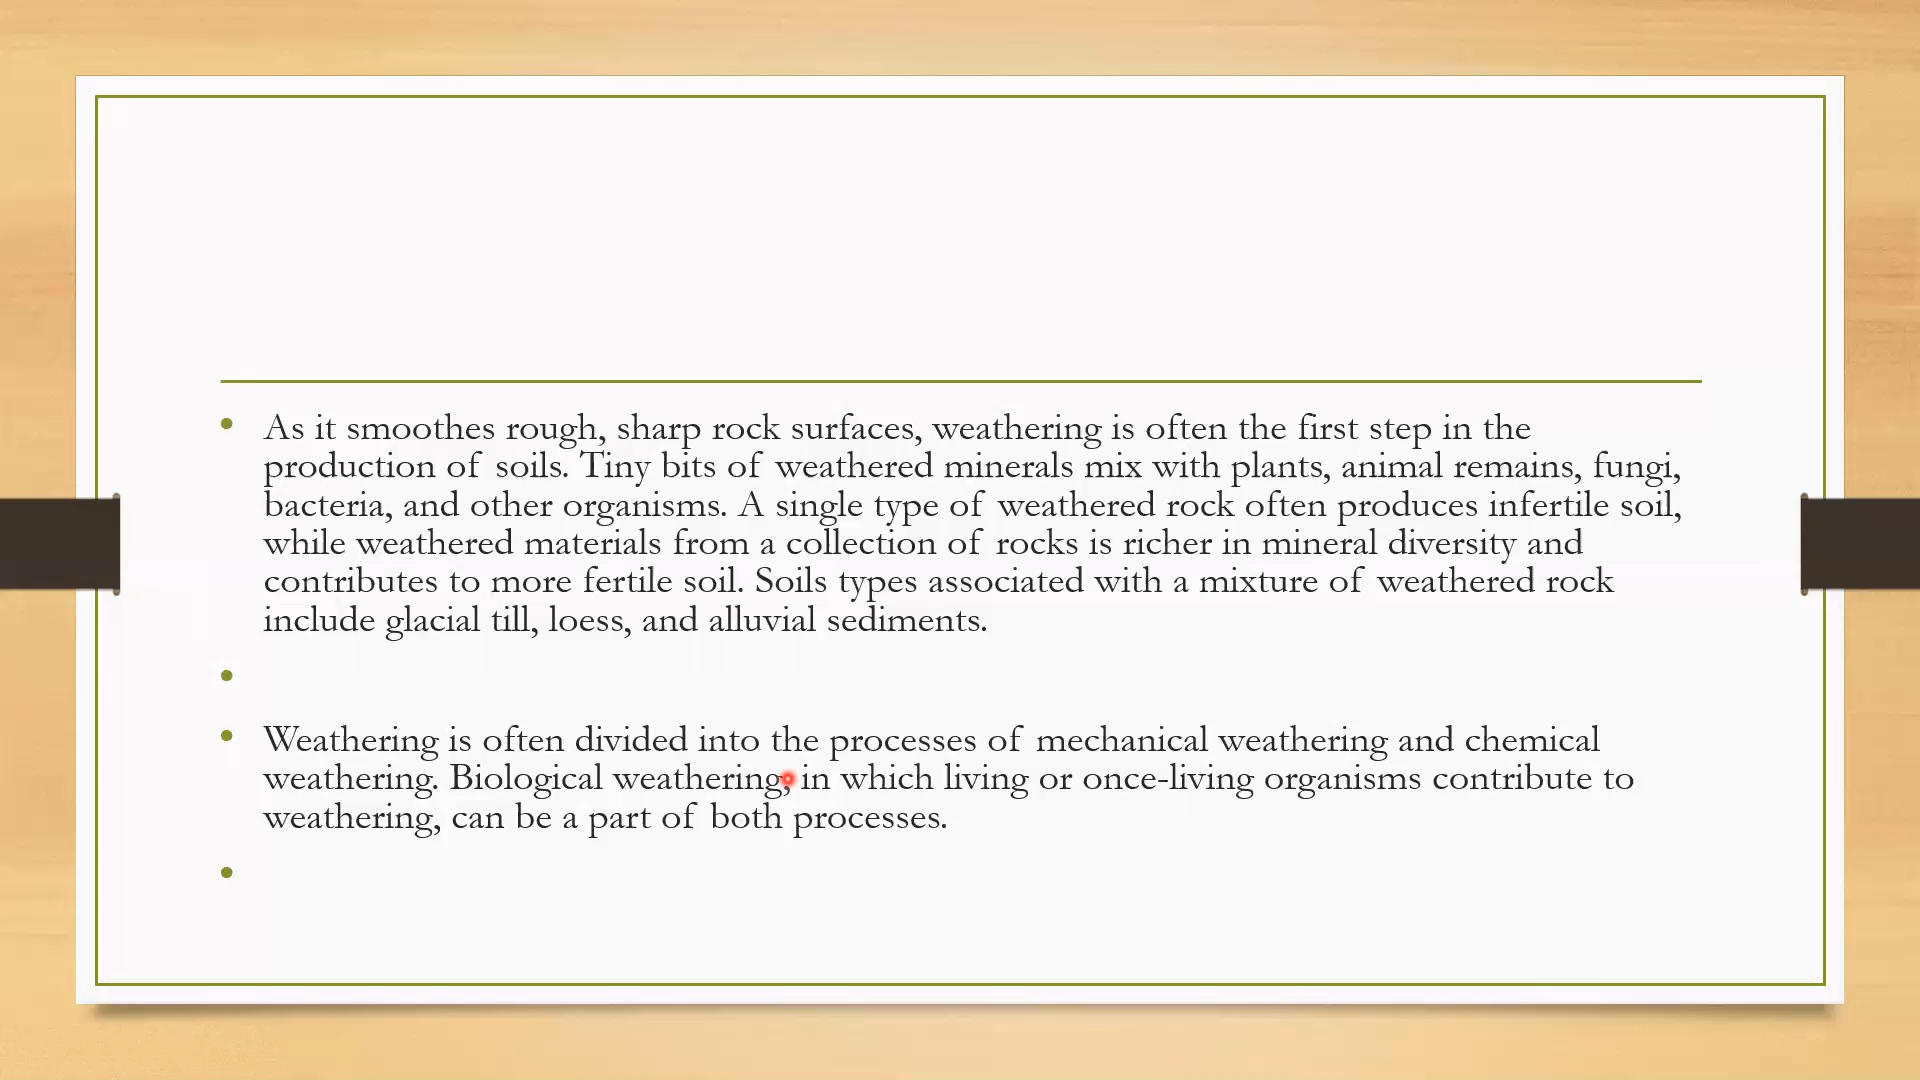 As it smoothes rough, sharp rock surfaces, weathering is often the first step in the
production of soils. Tiny bits of weathered minerals mix with plants, animal remains, fungi,
bacteria, and other organisms. A single type of weathered rock often produces infertile soil,
while weathered materials from a collection of rocks is richer in mineral diversity and
contributes to more fertile soil. Soils types associated with a mixture of weathered rock
include glacial till, loess, and alluvial sediments.
Weathering is often divided into the processes of mechanical weathering and chemical
weathering. Biological weathering, in which living or once-living organisms contribute to
weathering, can be a part of both processes.